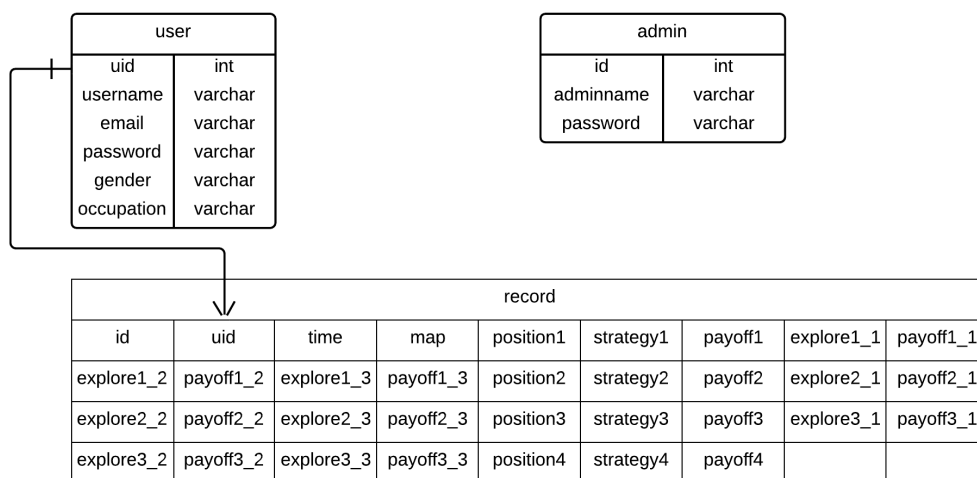 user
uid int
username varchar
email varchar
password varchar
gender varchar
occupation varchar
admin
id int
adminname varchar
password varchar
record
id uid time map position1 strategy1 payoff1 explore1_1 payoff1_1
explore1_2 payoff1_2 explore1_3 payoff1_3 position2 strategy2 payoff2 explore2_1 payoff2_1
explore2_2 payoff2_2 explore2_3 payoff2_3 position3 strategy3 payoff3 explore3_1 payoff3_1
explore3_2 payoff3_2 explore3_3 payoff3_3 position4 strategy4 payoff4